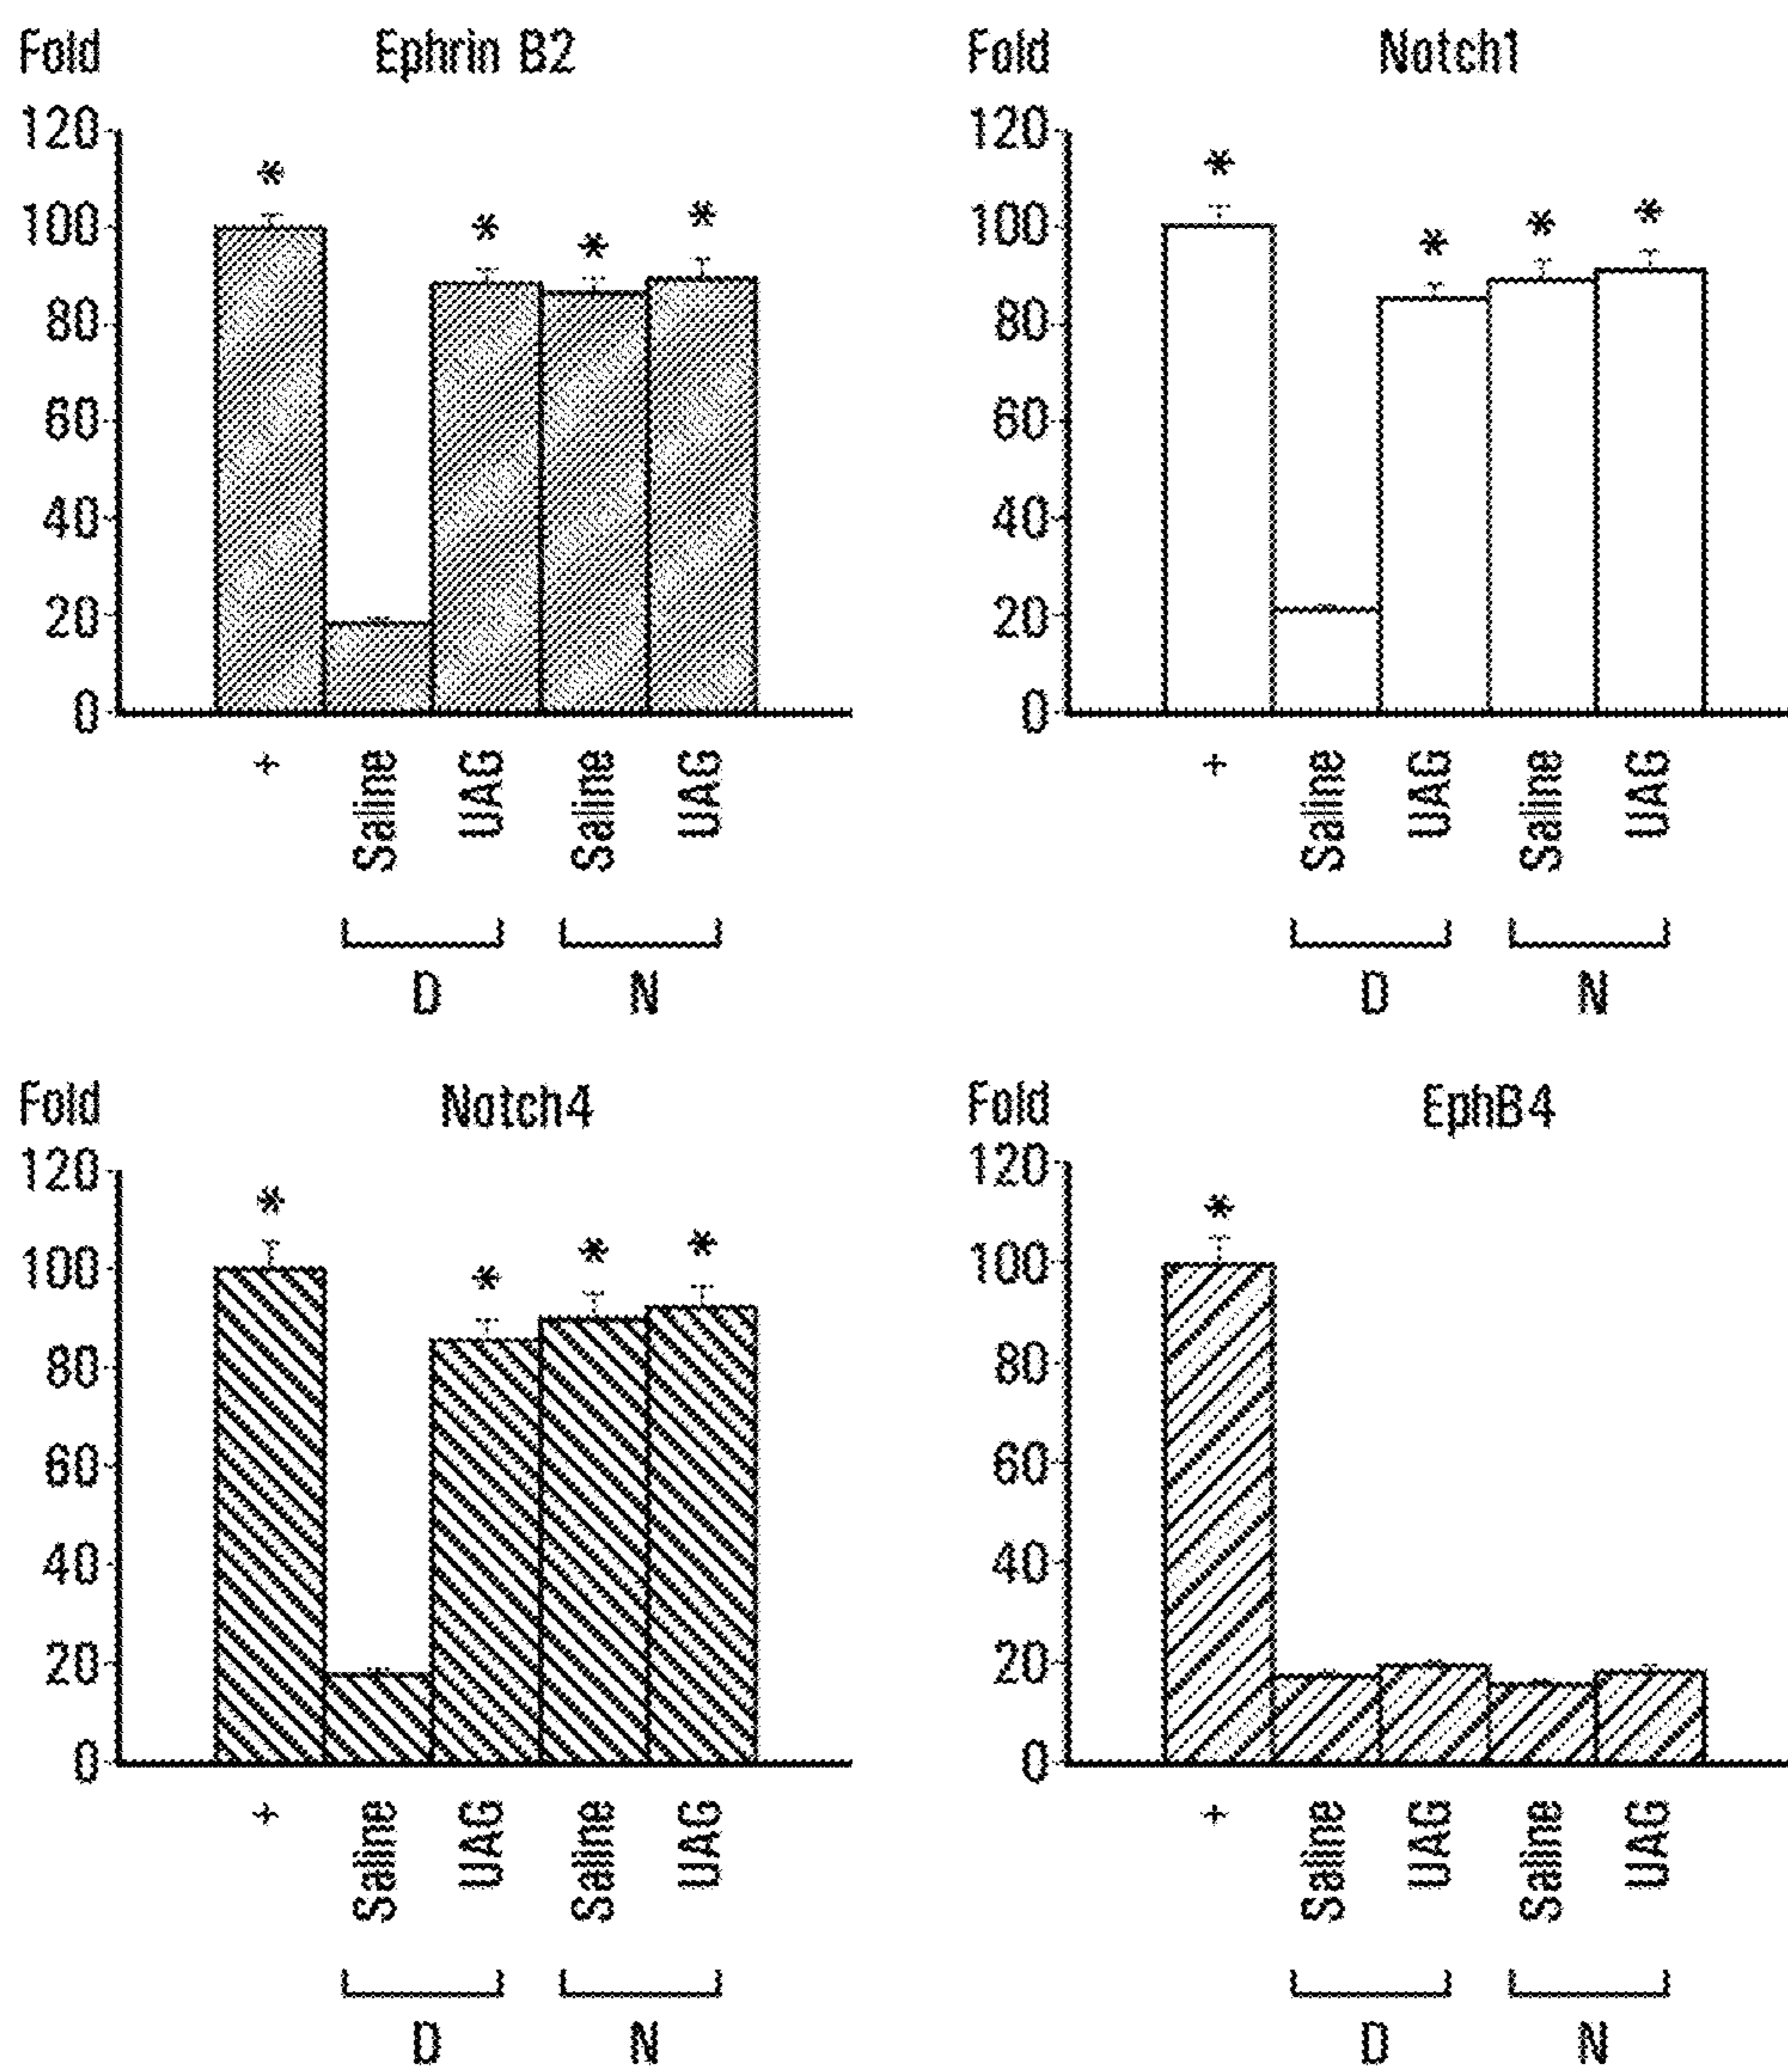 Fold Ephrin B2
120
100
80
60
40
20
0
* * * *
+ Saline UAG Saline UAG
D N
Fold Notch1
120
100
80
60
40
20
0
* * * *
+ Saline UAG Saline UAG
D N
Fold Notch4
120
100
80
60
40
20
0
* * * *
+ Saline UAG Saline UAG
D N
Fold EphB4
120
100
80
60
40
20
0
*
+ Saline UAG Saline UAG
D N